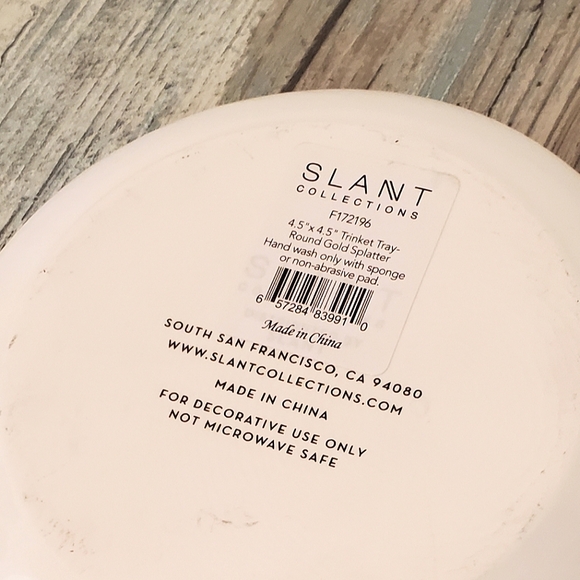 SLANT
COLLECTIONS
F172196
4.5"x 4.5" Trinket Tray-
Round Gold Splatter
Hand wash only with sponge
or non-abrasive pad.
6 57284 83991 0
Made in China
SOUTH SAN FRANCISCO, CA 94080
WWW.SLANTCOLLECTIONS.COM
MADE IN CHINA
FOR DECORATIVE USE ONLY
NOT MICROWAVE SAFE